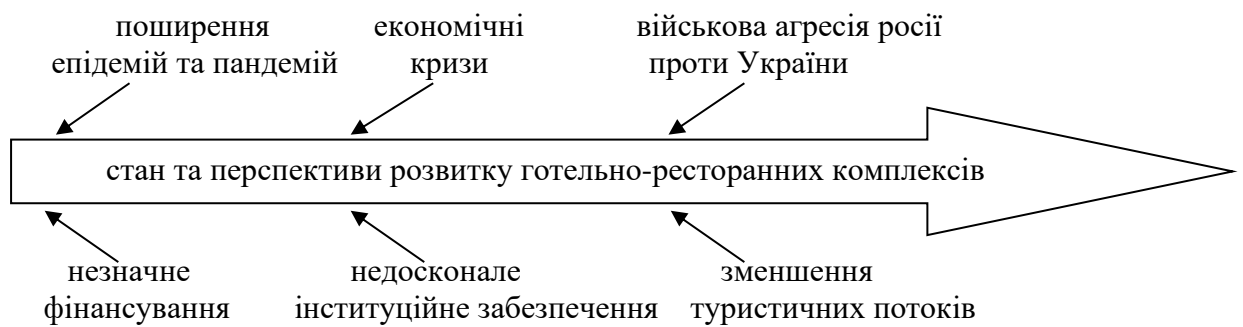 поширення
епідемій та пандемій
економічні
кризи
військова агресія росії
проти України
стан та перспективи розвитку готельно-ресторанних комплексів
незначне
фінансування
недосконале
інституційне забезпечення
зменшення
туристичних потоків